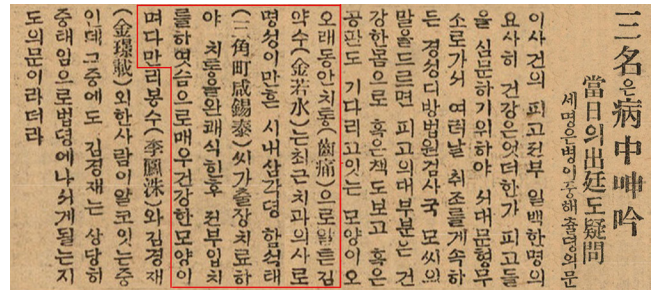 三名은病中呻吟
當日의出廷도疑問
세명은병이중해출뎡의문
이사건의 피고전부 일백한명의
요사히 건강은엇더한가 피고들
을 심문하기위하야 서대문형무
소로가서 여러날 취조를게속하
든 경성디방법원검사국 모씨의
말을드르면 피고의대부분은 건
강한몸으로 혹은책도보고 혹은
공판도 기다리고잇는 모양이오
오래동안치통(齒痛)으로알튼김
약수(金若水)는최근치과의사로
명성이만흔 시내삼각뎡 함석태
(三角町咸錫泰)씨가출장치료하
야 치통을완쾌식힌후 전부입치
를하엿슴으로매우건강한모양이
며다만리봉수(李鳳洙)와김경재
(金璟載)외한사람이알코잇는중
인데 그중에도 김경재는 상당히
중태임으로법뎡에나서게될는지
도의문이라더라